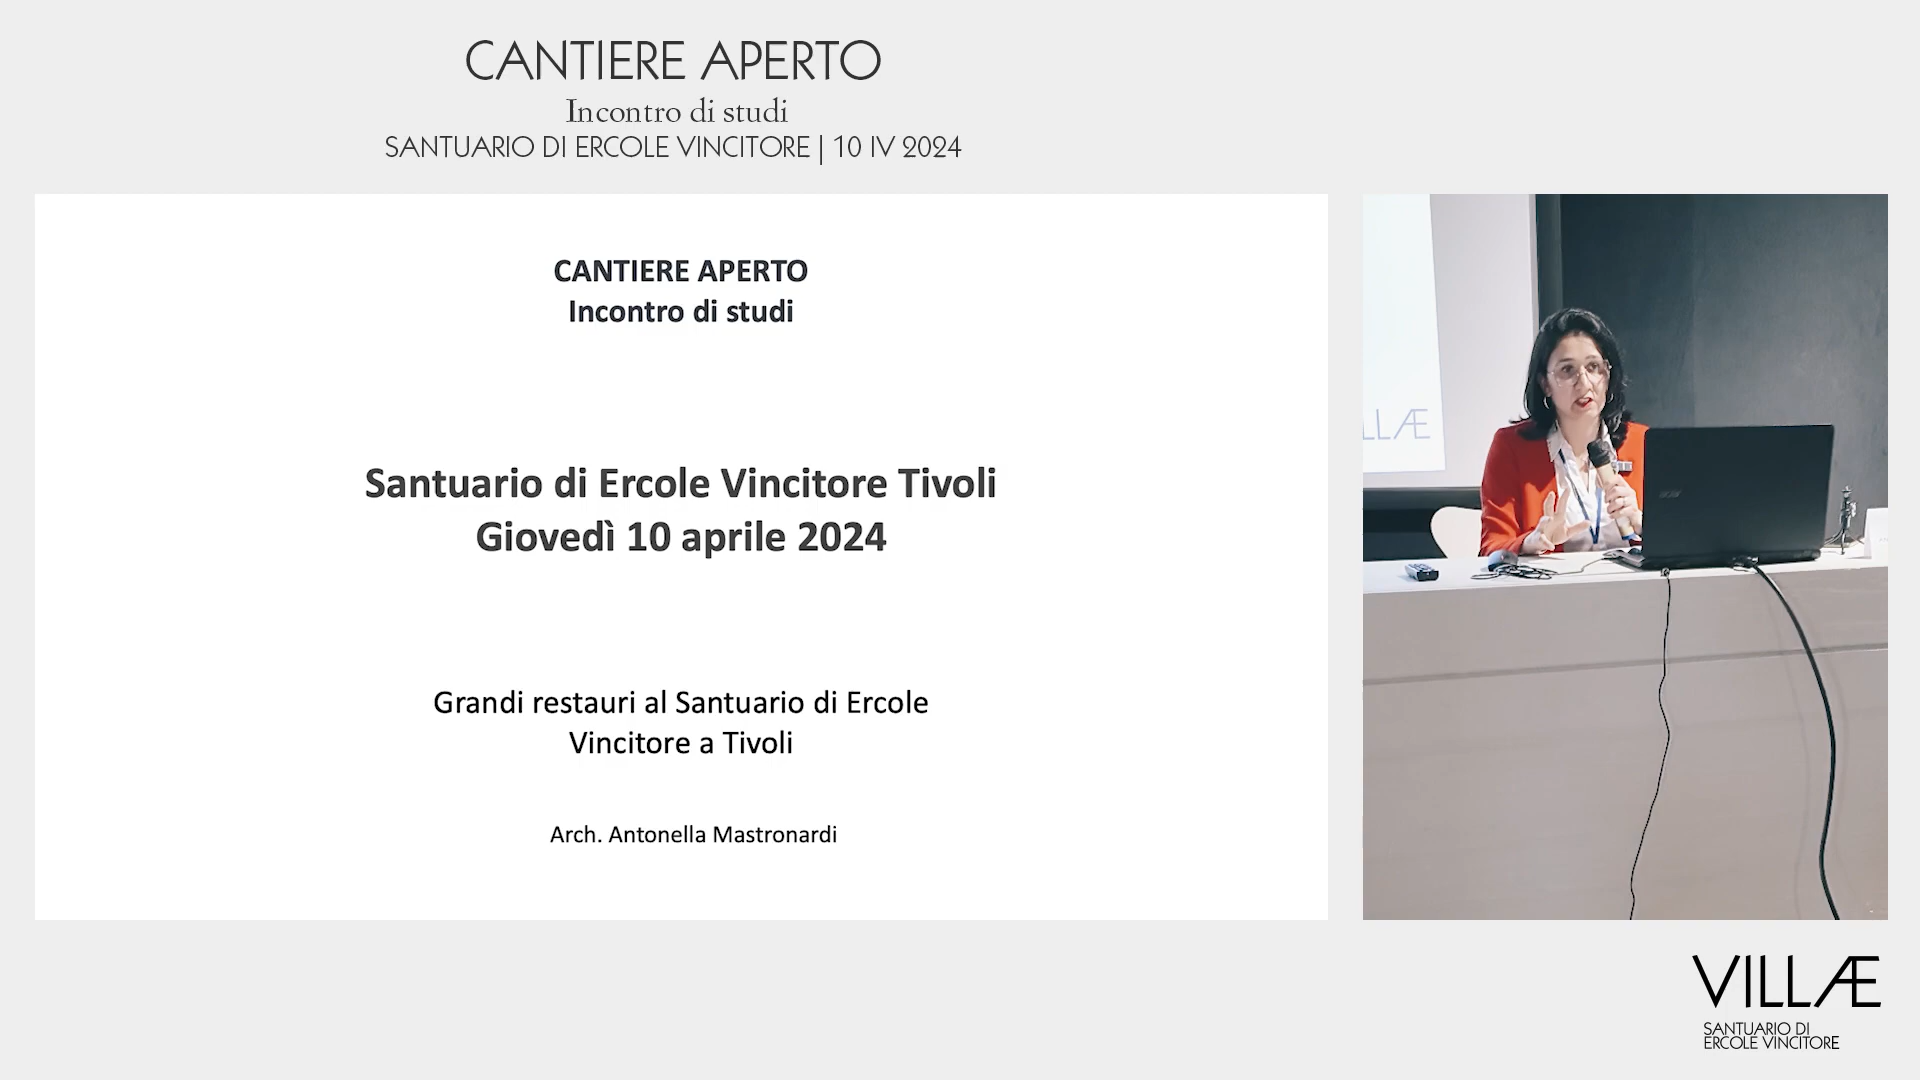 CANTIERE APERTO
Incontro di studi
SANTUARIO DI ERCOLE VINCITORE | 10 IV 2024
CANTIERE APERTO
Incontro di studi
Santuario di Ercole Vincitore Tivoli
Giovedì 10 aprile 2024
Grandi restauri al Santuario di Ercole
Vincitore a Tivoli
Arch. Antonella Mastronardi
LLÆ
VILLÆ
SANTUARIO DI
ERCOLE VINCITORE